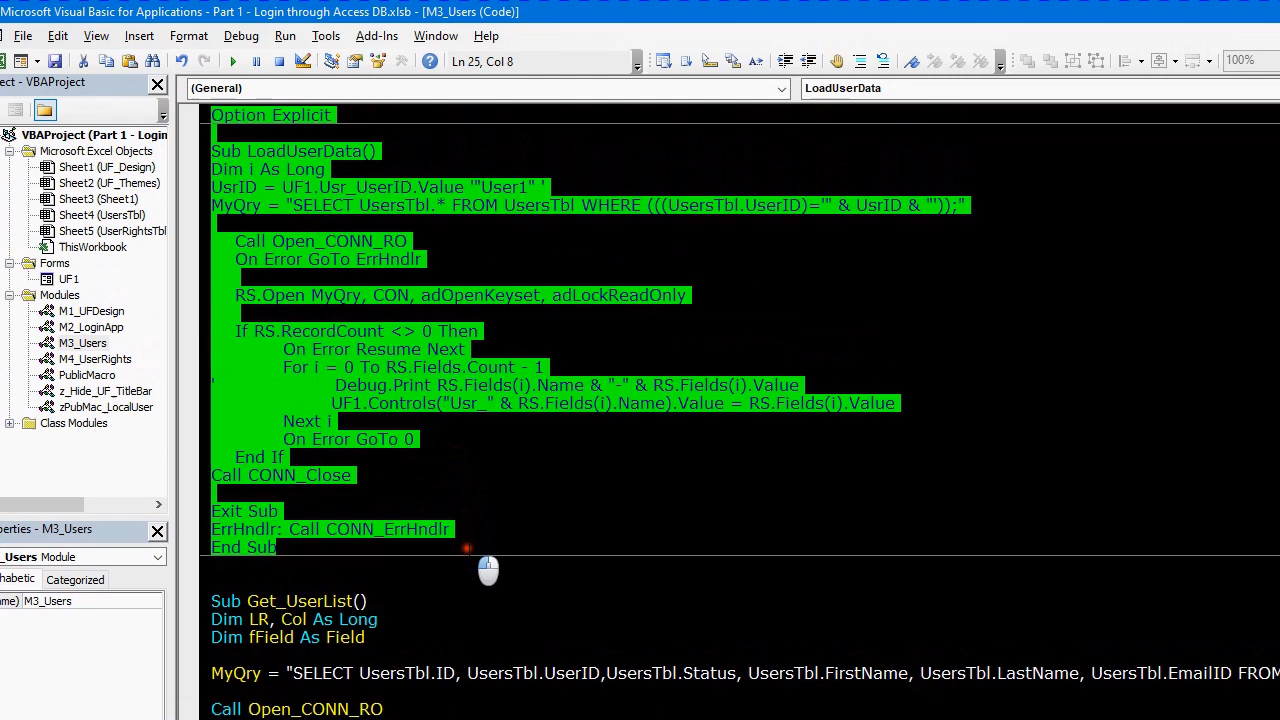 Microsoft Visual Basic for Applications - Part 1 - Login through Access DB.xlsb - [M3_Users (Code)]
File Edit View Insert Format Debug Run Tools Add-Ins Window Help
Ln 25, Col 8
100%
ect - VBAProject
(General)
LoadUserData
VBAProject (Part 1 - Login
Microsoft Excel Objects
Sheet1 (UF_Design)
Sheet2 (UF_Themes)
Sheet3 (Sheet1)
Sheet4 (UsersTbl)
Sheet5 (UserRightsTbl
ThisWorkbook
Forms
UF1
Modules
M1_UFDesign
M2_LoginApp
M3_Users
M4_UserRights
PublicMacro
z_Hide_UF_TitleBar
zPubMac_LocalUser
Class Modules
perties - M3_Users
_Users Module
habetic Categorized
me) M3_Users
Option Explicit
Sub LoadUserData()
Dim i As Long
UsrID = UF1.Usr_UserID.Value '"User1" '
MyQry = "SELECT UsersTbl.* FROM UsersTbl WHERE (((UsersTbl.UserID)='" & UsrID & "'));"
Call Open_CONN_RO
On Error GoTo ErrHndlr
RS.Open MyQry, CON, adOpenKeyset, adLockReadOnly
If RS.RecordCount <> 0 Then
On Error Resume Next
For i = 0 To RS.Fields.Count - 1
' Debug.Print RS.Fields(i).Name & "-" & RS.Fields(i).Value
UF1.Controls("Usr_" & RS.Fields(i).Name).Value = RS.Fields(i).Value
Next i
On Error GoTo 0
End If
Call CONN_Close
Exit Sub
ErrHndlr: Call CONN_ErrHndlr
End Sub
Sub Get_UserList()
Dim LR, Col As Long
Dim fField As Field
MyQry = "SELECT UsersTbl.ID, UsersTbl.UserID,UsersTbl.Status, UsersTbl.FirstName, UsersTbl.LastName, UsersTbl.EmailID FROM
Call Open_CONN_RO